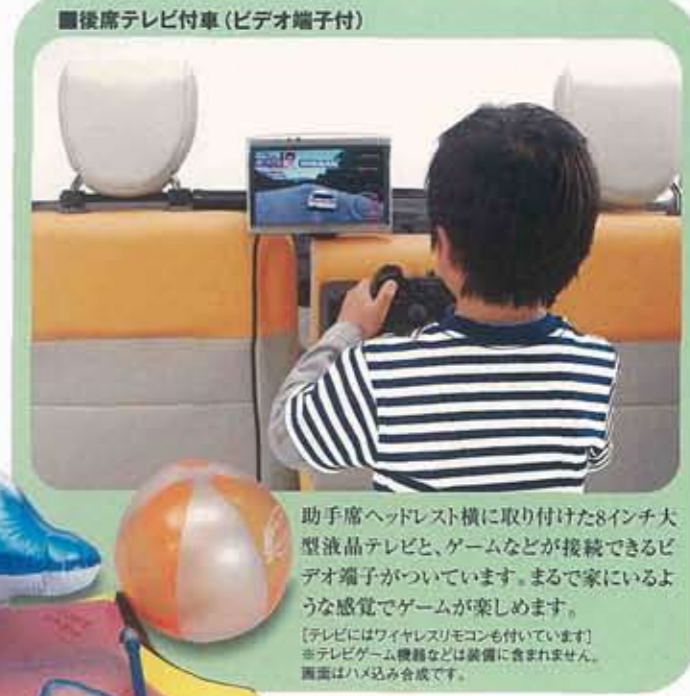 ■後席テレビ付車(ビデオ端子付)
助手席ヘッドレスト横に取り付けた8インチ大
型液晶テレビと、ゲームなどが接続できるビ
デオ端子がついています。まるで家にいるよ
うな感覚でゲームが楽しめます。
[テレビにはワイヤレスリモコンも付いています]
※テレビゲーム機器などは装備に含まれません。
画面はハメ込み合成です。